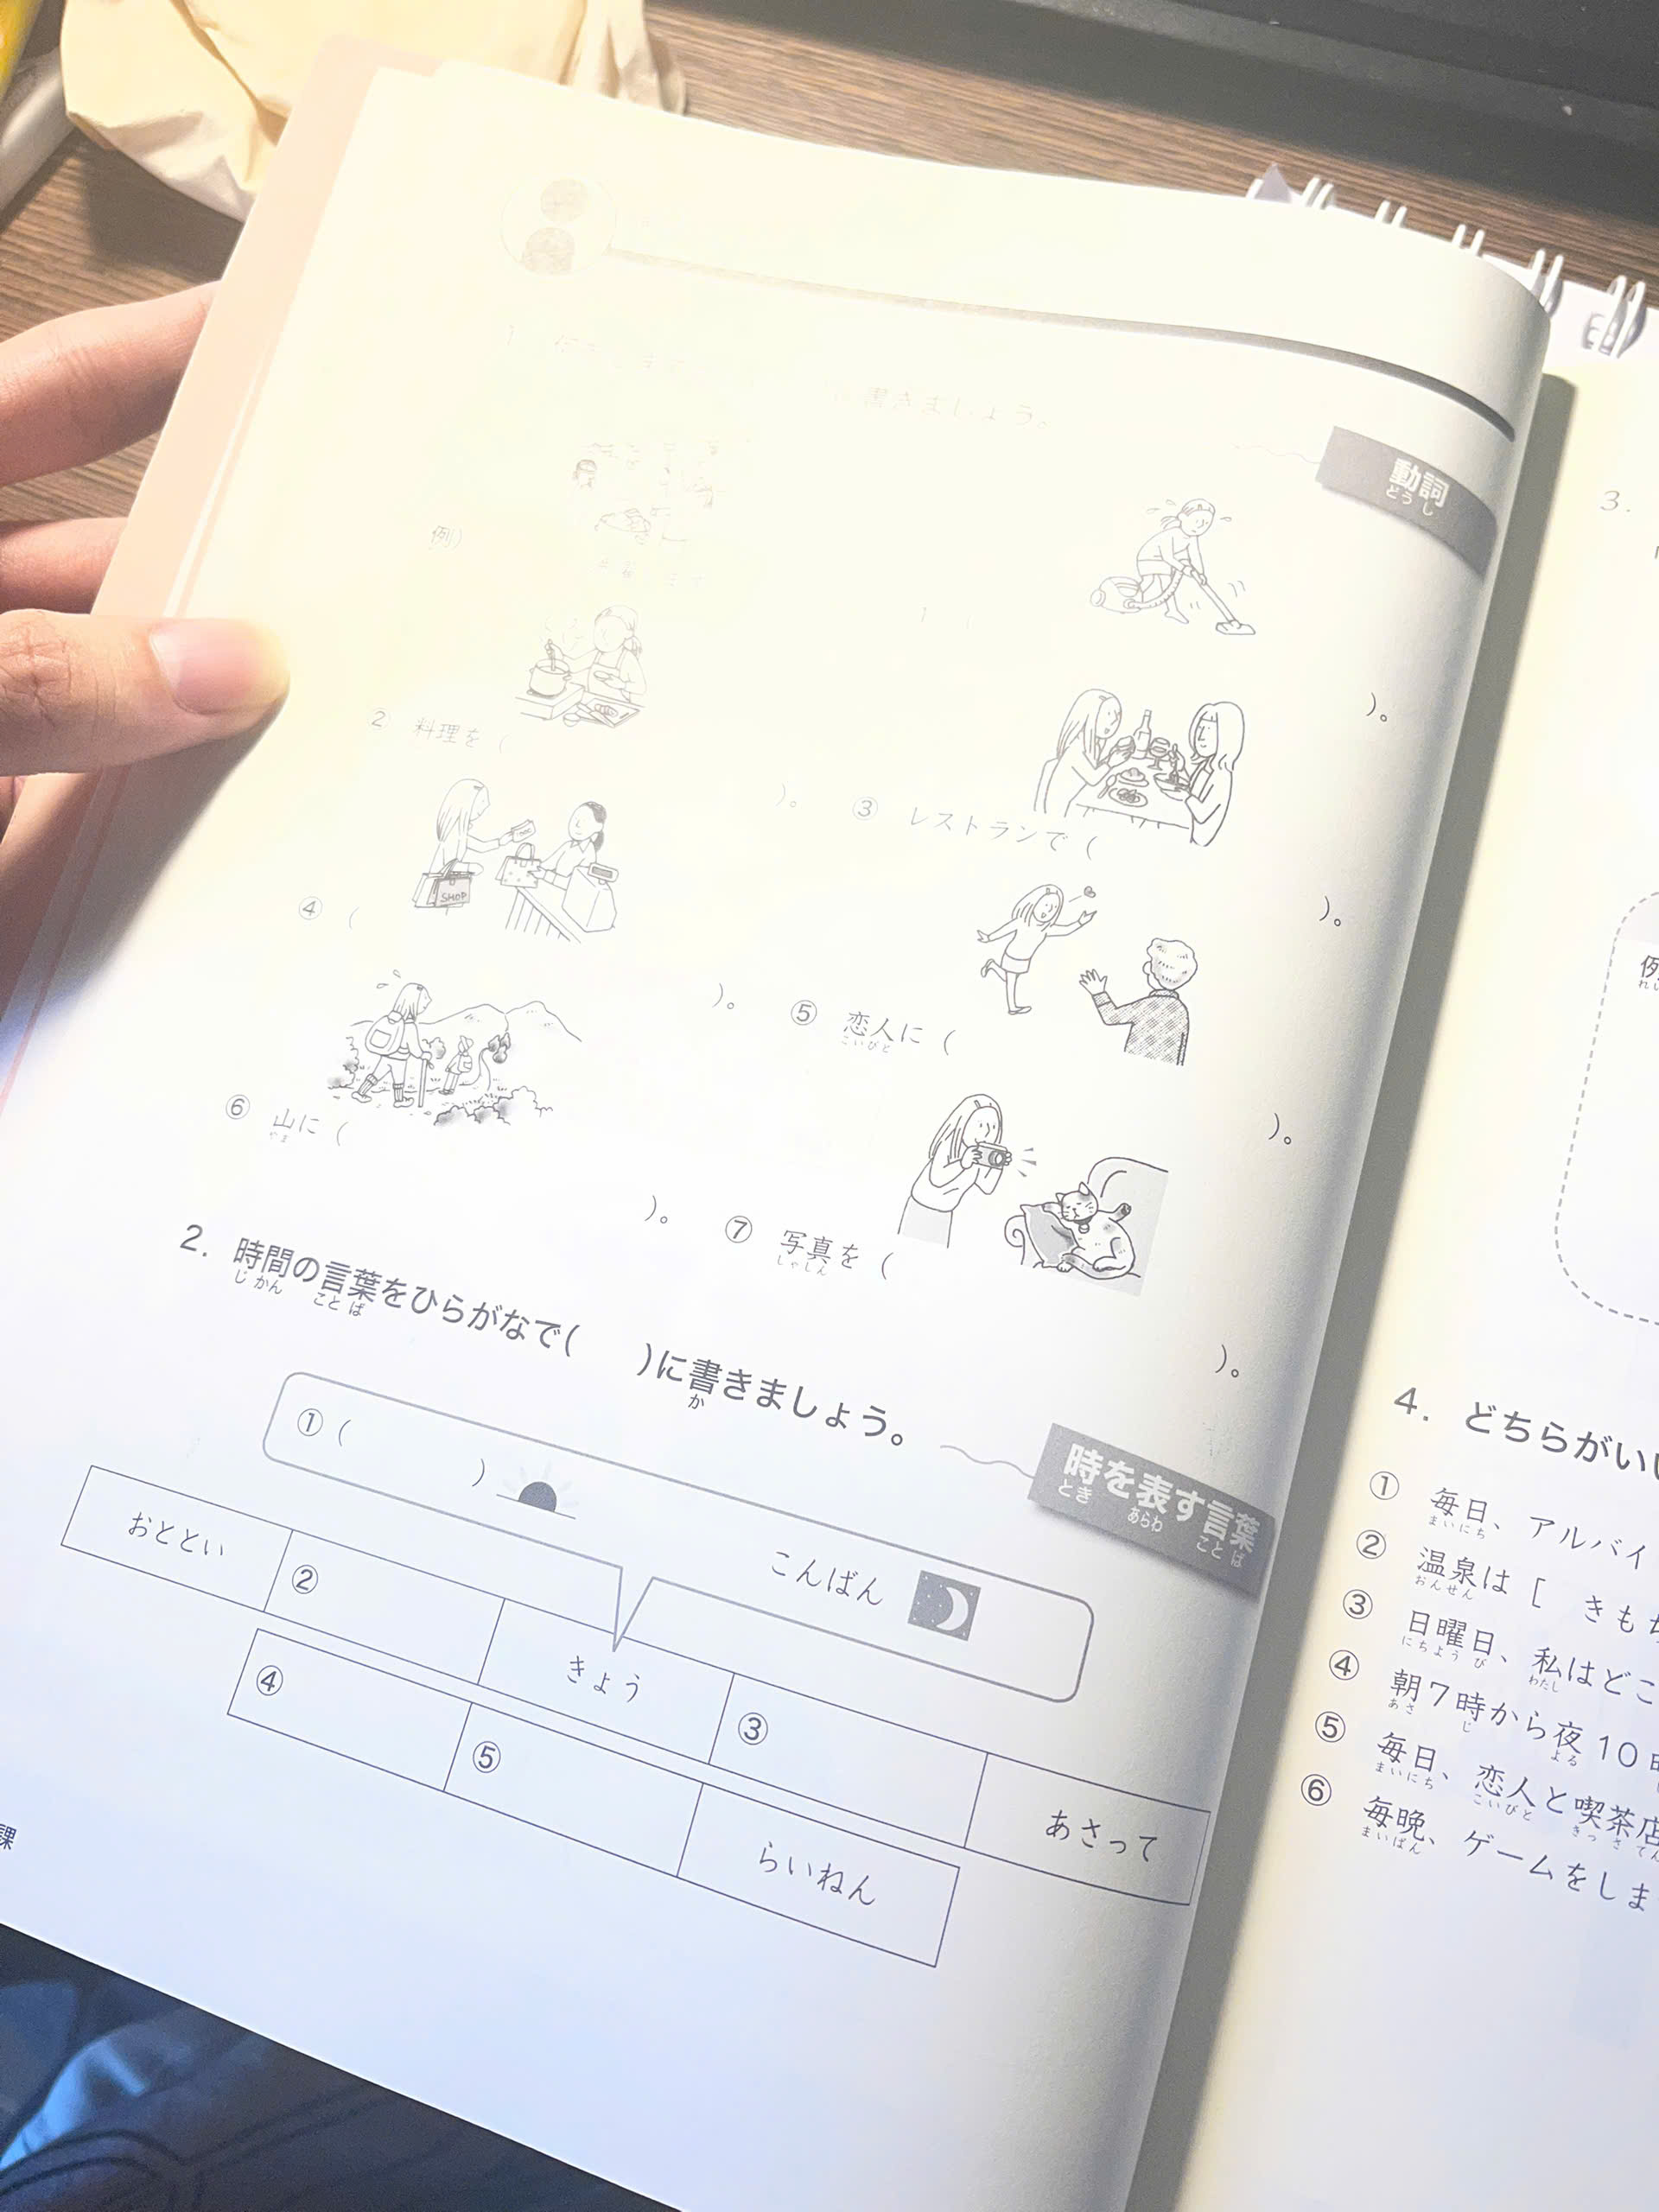 書きましょう。
動詞
どうし
例)
② 料理を (
)。
③ レストランで (
)。
SHOP
④ (
)。
⑤ 恋人に (
こいびと
)。
⑥ 山に (
やま
)。
⑦ 写真を (
しゃしん
)。
2. 時間の言葉をひらがなで( )に書きましょう。
じかん ことば か
時を表す言葉
とき あらわ ことば
① ( )
こんばん
おととい
②
きょう
③
あさって
④
⑤
らいねん
課
3.
例
れい
4. どちらがいい
① 毎日、アルバイ
まいにち
② 温泉は [ きもち
おんせん
③ 日曜日、私はどこ
にちようび わたし
④ 朝7時から夜10時
あさ じ よる
⑤ 毎日、恋人と喫茶店
まいにち こいびと きっさてん
⑥ 毎晩、ゲームをしま
まいばん